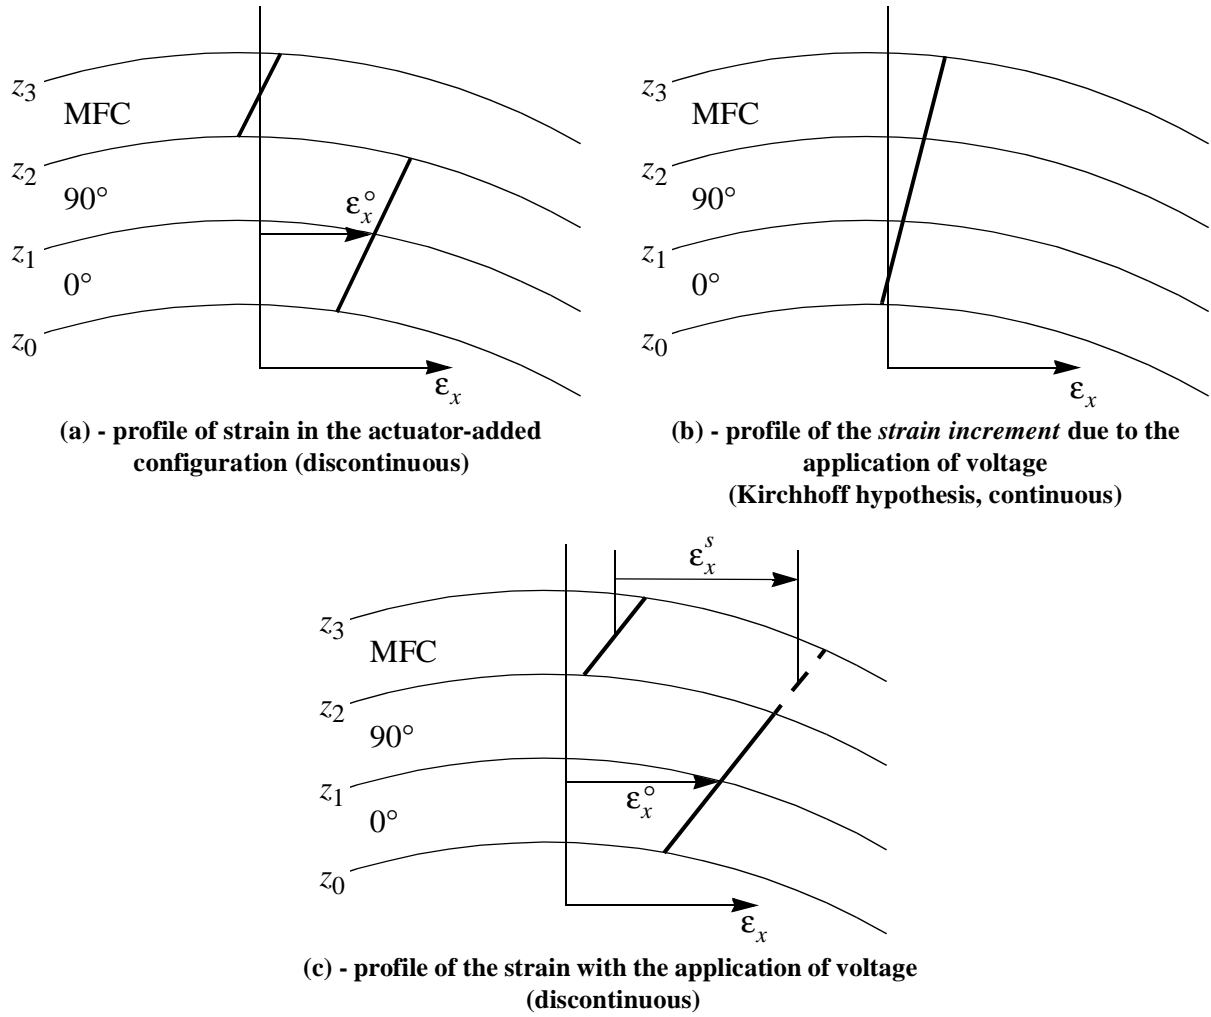 z3
MFC
z2
90°
εx°
z1
0°
z0
εx
(a) - profile of strain in the actuator-added
configuration (discontinuous)
z3
MFC
z2
90°
z1
0°
z0
εx
(b) - profile of the strain increment due to the
application of voltage
(Kirchhoff hypothesis, continuous)
εxs
z3
MFC
z2
90°
z1
εx°
0°
z0
εx
(c) - profile of the strain with the application of voltage
(discontinuous)